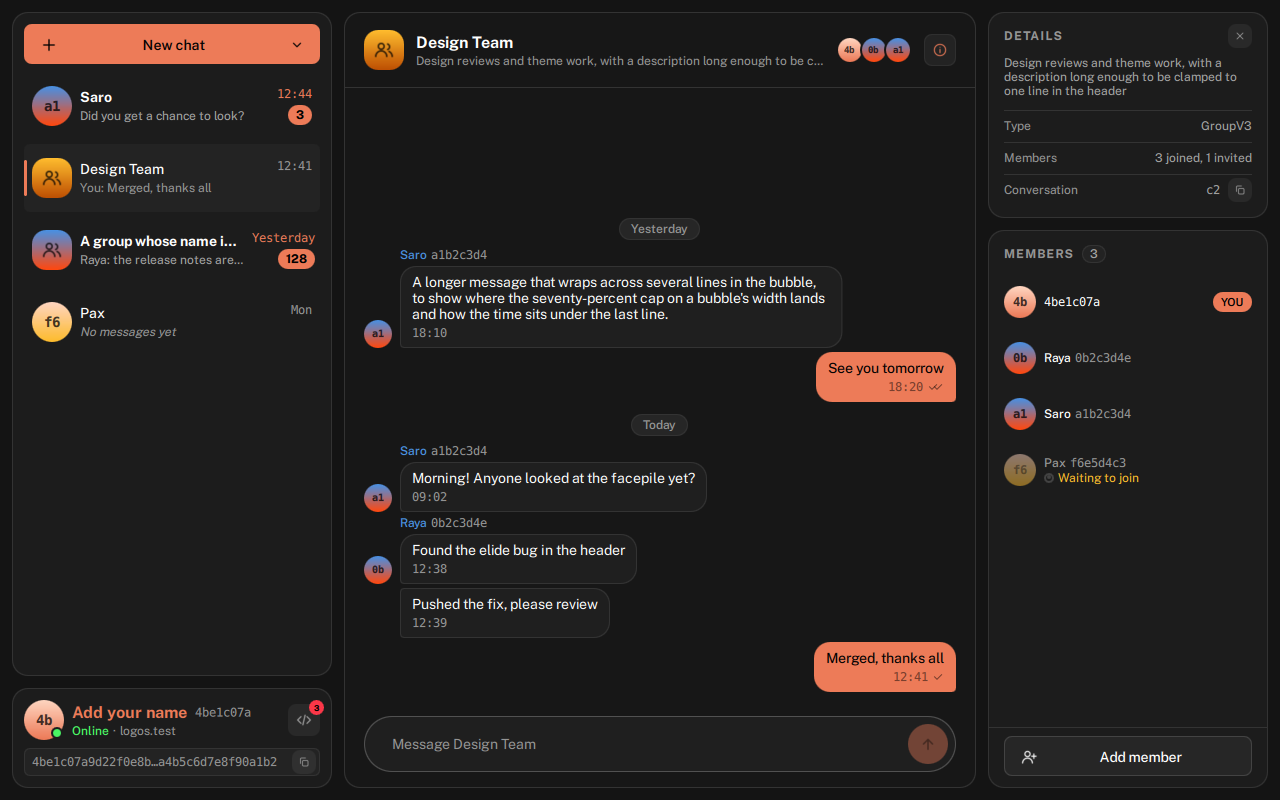 New chat
a1
Saro
12:44
Did you get a chance to look?
3
Design Team
12:41
You: Merged, thanks all
A group whose name i...
Yesterday
Raya: the release notes are...
128
f6
Pax
Mon
No messages yet
4b
Add your name 4be1c07a
Online · logos.test
3
4be1c07a9d22f0e8b…a4b5c6d7e8f90a1b2
Design Team
Design reviews and theme work, with a description long enough to be c...
4b 0b a1
Yesterday
Saro a1b2c3d4
A longer message that wraps across several lines in the bubble,
to show where the seventy-percent cap on a bubble's width lands
and how the time sits under the last line.
18:10
a1
See you tomorrow
18:20
Today
Saro a1b2c3d4
Morning! Anyone looked at the facepile yet?
09:02
a1
Raya 0b2c3d4e
Found the elide bug in the header
12:38
0b
Pushed the fix, please review
12:39
Merged, thanks all
12:41
Message Design Team
DETAILS
Design reviews and theme work, with a
description long enough to be clamped to
one line in the header
Type GroupV3
Members 3 joined, 1 invited
Conversation c2
MEMBERS 3
4b 4be1c07a YOU
0b Raya 0b2c3d4e
a1 Saro a1b2c3d4
f6 Pax f6e5d4c3
Waiting to join
Add member